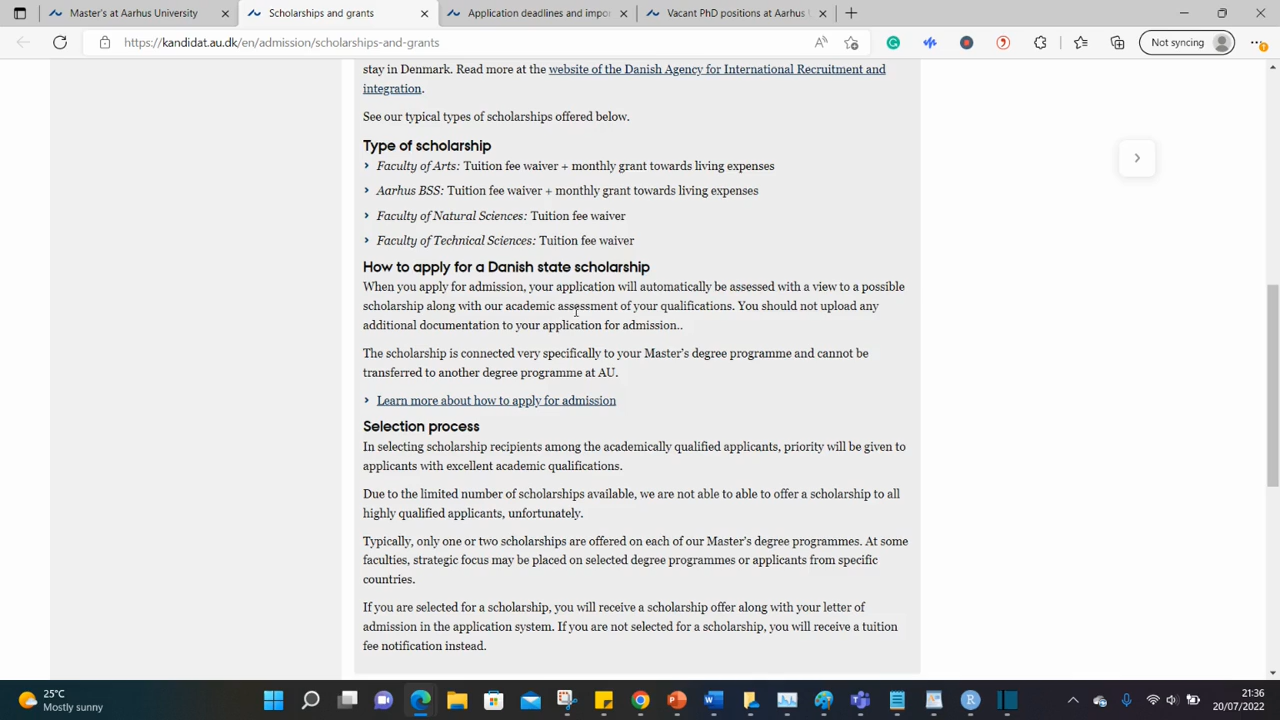 Master's at Aarhus University
Scholarships and grants
Application deadlines and impor
Vacant PhD positions at Aarhus
https://kandidat.au.dk/en/admission/scholarships-and-grants
Not syncing
stay in Denmark. Read more at the website of the Danish Agency for International Recruitment and
integration.
See our typical types of scholarships offered below.
Type of scholarship
Faculty of Arts: Tuition fee waiver + monthly grant towards living expenses
Aarhus BSS: Tuition fee waiver + monthly grant towards living expenses
Faculty of Natural Sciences: Tuition fee waiver
Faculty of Technical Sciences: Tuition fee waiver
How to apply for a Danish state scholarship
When you apply for admission, your application will automatically be assessed with a view to a possible
scholarship along with our academic assessment of your qualifications. You should not upload any
additional documentation to your application for admission..
The scholarship is connected very specifically to your Master's degree programme and cannot be
transferred to another degree programme at AU.
Learn more about how to apply for admission
Selection process
In selecting scholarship recipients among the academically qualified applicants, priority will be given to
applicants with excellent academic qualifications.
Due to the limited number of scholarships available, we are not able to able to offer a scholarship to all
highly qualified applicants, unfortunately.
Typically, only one or two scholarships are offered on each of our Master's degree programmes. At some
faculties, strategic focus may be placed on selected degree programmes or applicants from specific
countries.
If you are selected for a scholarship, you will receive a scholarship offer along with your letter of
admission in the application system. If you are not selected for a scholarship, you will receive a tuition
fee notification instead.
25°C
Mostly sunny
21:36
20/07/2022